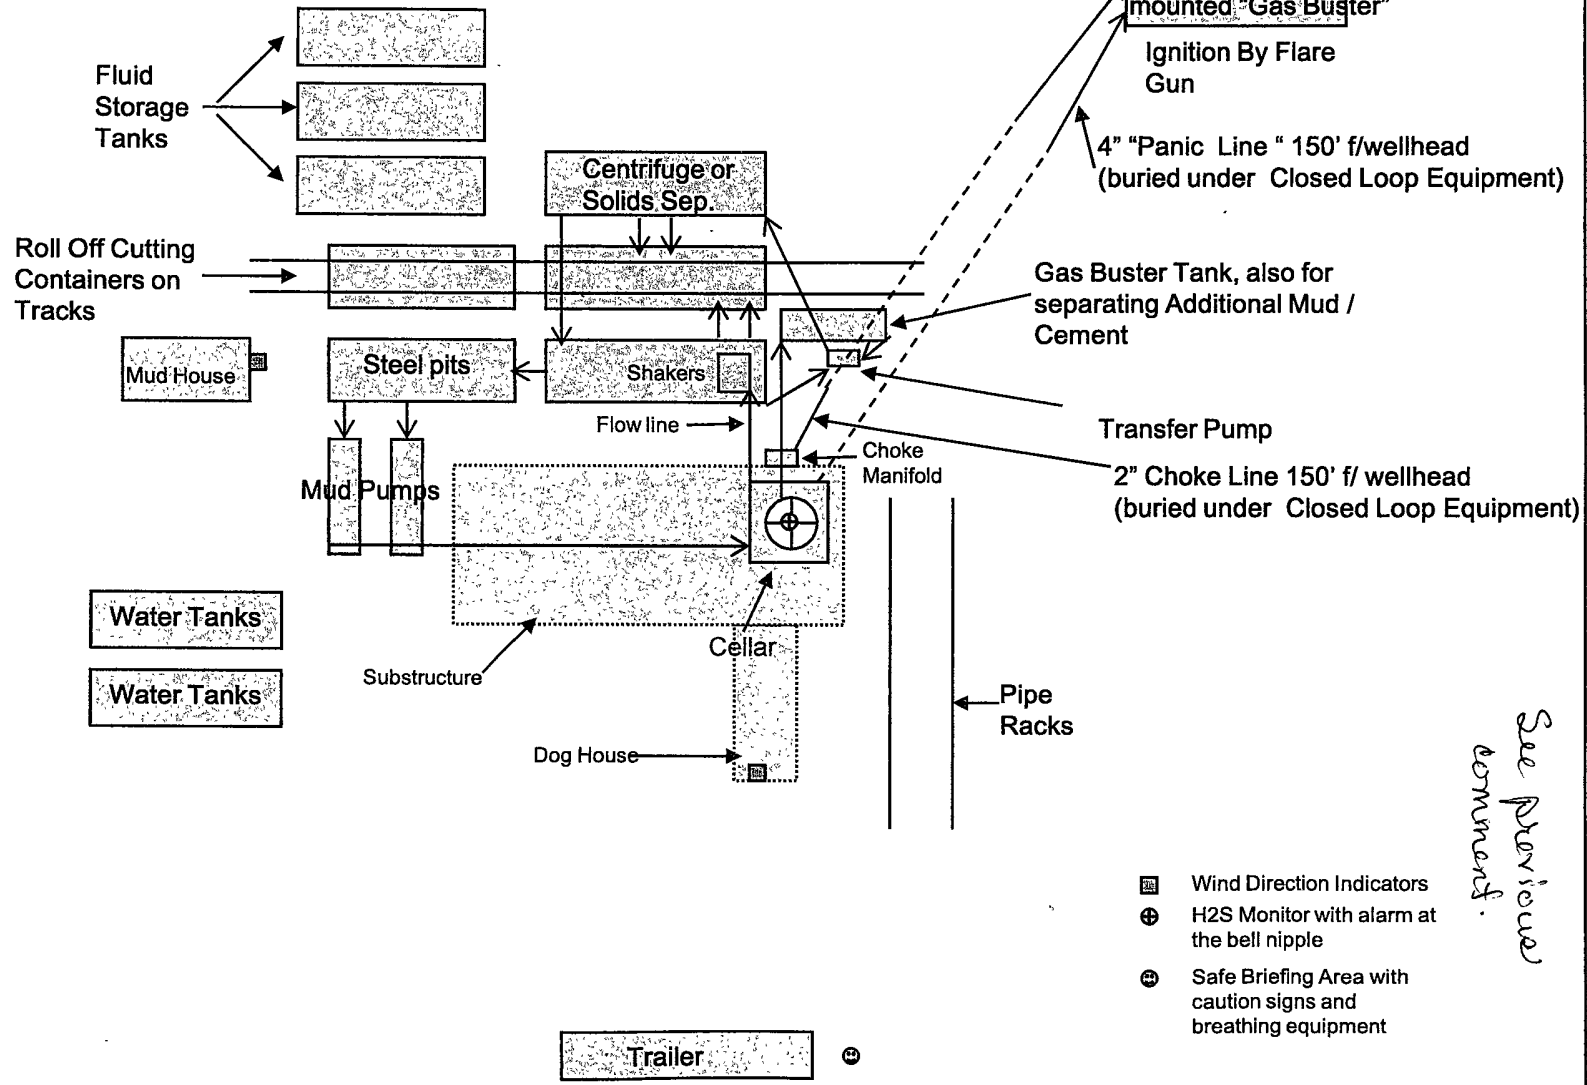 mounted "Gas Buster"
Ignition By Flare
Gun
Fluid
Storage
Tanks
4" "Panic Line " 150' f/wellhead
(buried under Closed Loop Equipment)
Centrifuge or
Solids Sep.
Roll Off Cutting
Containers on
Tracks
Gas Buster Tank, also for
separating Additional Mud /
Cement
Mud House
Steel pits
Shakers
Flow line
Transfer Pump
Choke
Manifold
2" Choke Line 150' f/ wellhead
(buried under Closed Loop Equipment)
Mud Pumps
Water Tanks
Cellar
Substructure
Water Tanks
Pipe
Racks
Dog House
See previous
comment.
Wind Direction Indicators
H2S Monitor with alarm at
the bell nipple
Safe Briefing Area with
caution signs and
breathing equipment
Trailer